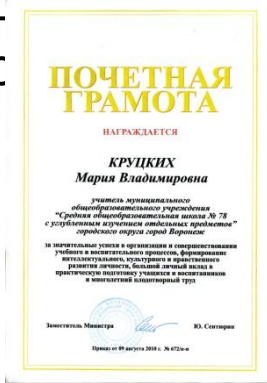 ПОЧЕТНАЯ
ГРАМОТА
НАГРАЖДАЕТСЯ
КРУЦКИХ
Мария Владимировна
учитель муниципального
общеобразовательного учреждения
"Средняя общеобразовательная школа № 78
с углубленным изучением отдельных предметов"
городского округа город Воронеж
за значительные успехи в организации и совершенствовании
учебного и воспитательного процессов, формирование
интеллектуального, культурного и нравственного
развития личности, большой личный вклад в
практическую подготовку учащихся и воспитанников
и многолетний плодотворный труд
Заместитель Министра Ю. Сентюрин
Приказ от 09 августа 2010 г. № 672/к-н